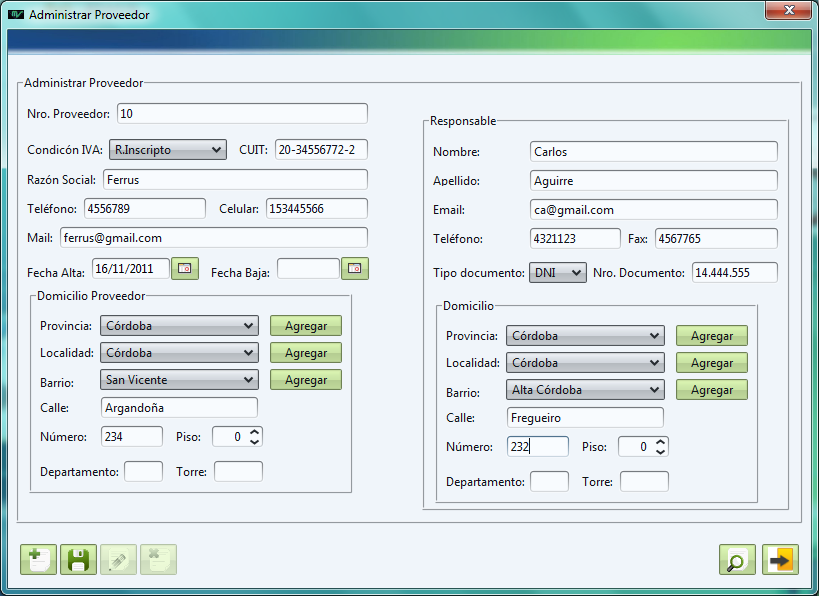 Administrar Proveedor
Administrar Proveedor
Nro. Proveedor: 10
Condicón IVA: R.Inscripto CUIT: 20-34556772-2
Razón Social: Ferrus
Teléfono: 4556789 Celular: 153445566
Mail: ferrus@gmail.com
Fecha Alta: 16/11/2011 Fecha Baja:
Domicilio Proveedor
Provincia: Córdoba Agregar
Localidad: Córdoba Agregar
Barrio: San Vicente Agregar
Calle: Argandoña
Número: 234 Piso: 0
Departamento: Torre:
Responsable
Nombre: Carlos
Apellido: Aguirre
Email: ca@gmail.com
Teléfono: 4321123 Fax: 4567765
Tipo documento: DNI Nro. Documento: 14.444.555
Domicilio
Provincia: Córdoba Agregar
Localidad: Córdoba Agregar
Barrio: Alta Córdoba Agregar
Calle: Fregueiro
Número: 232 Piso: 0
Departamento: Torre: